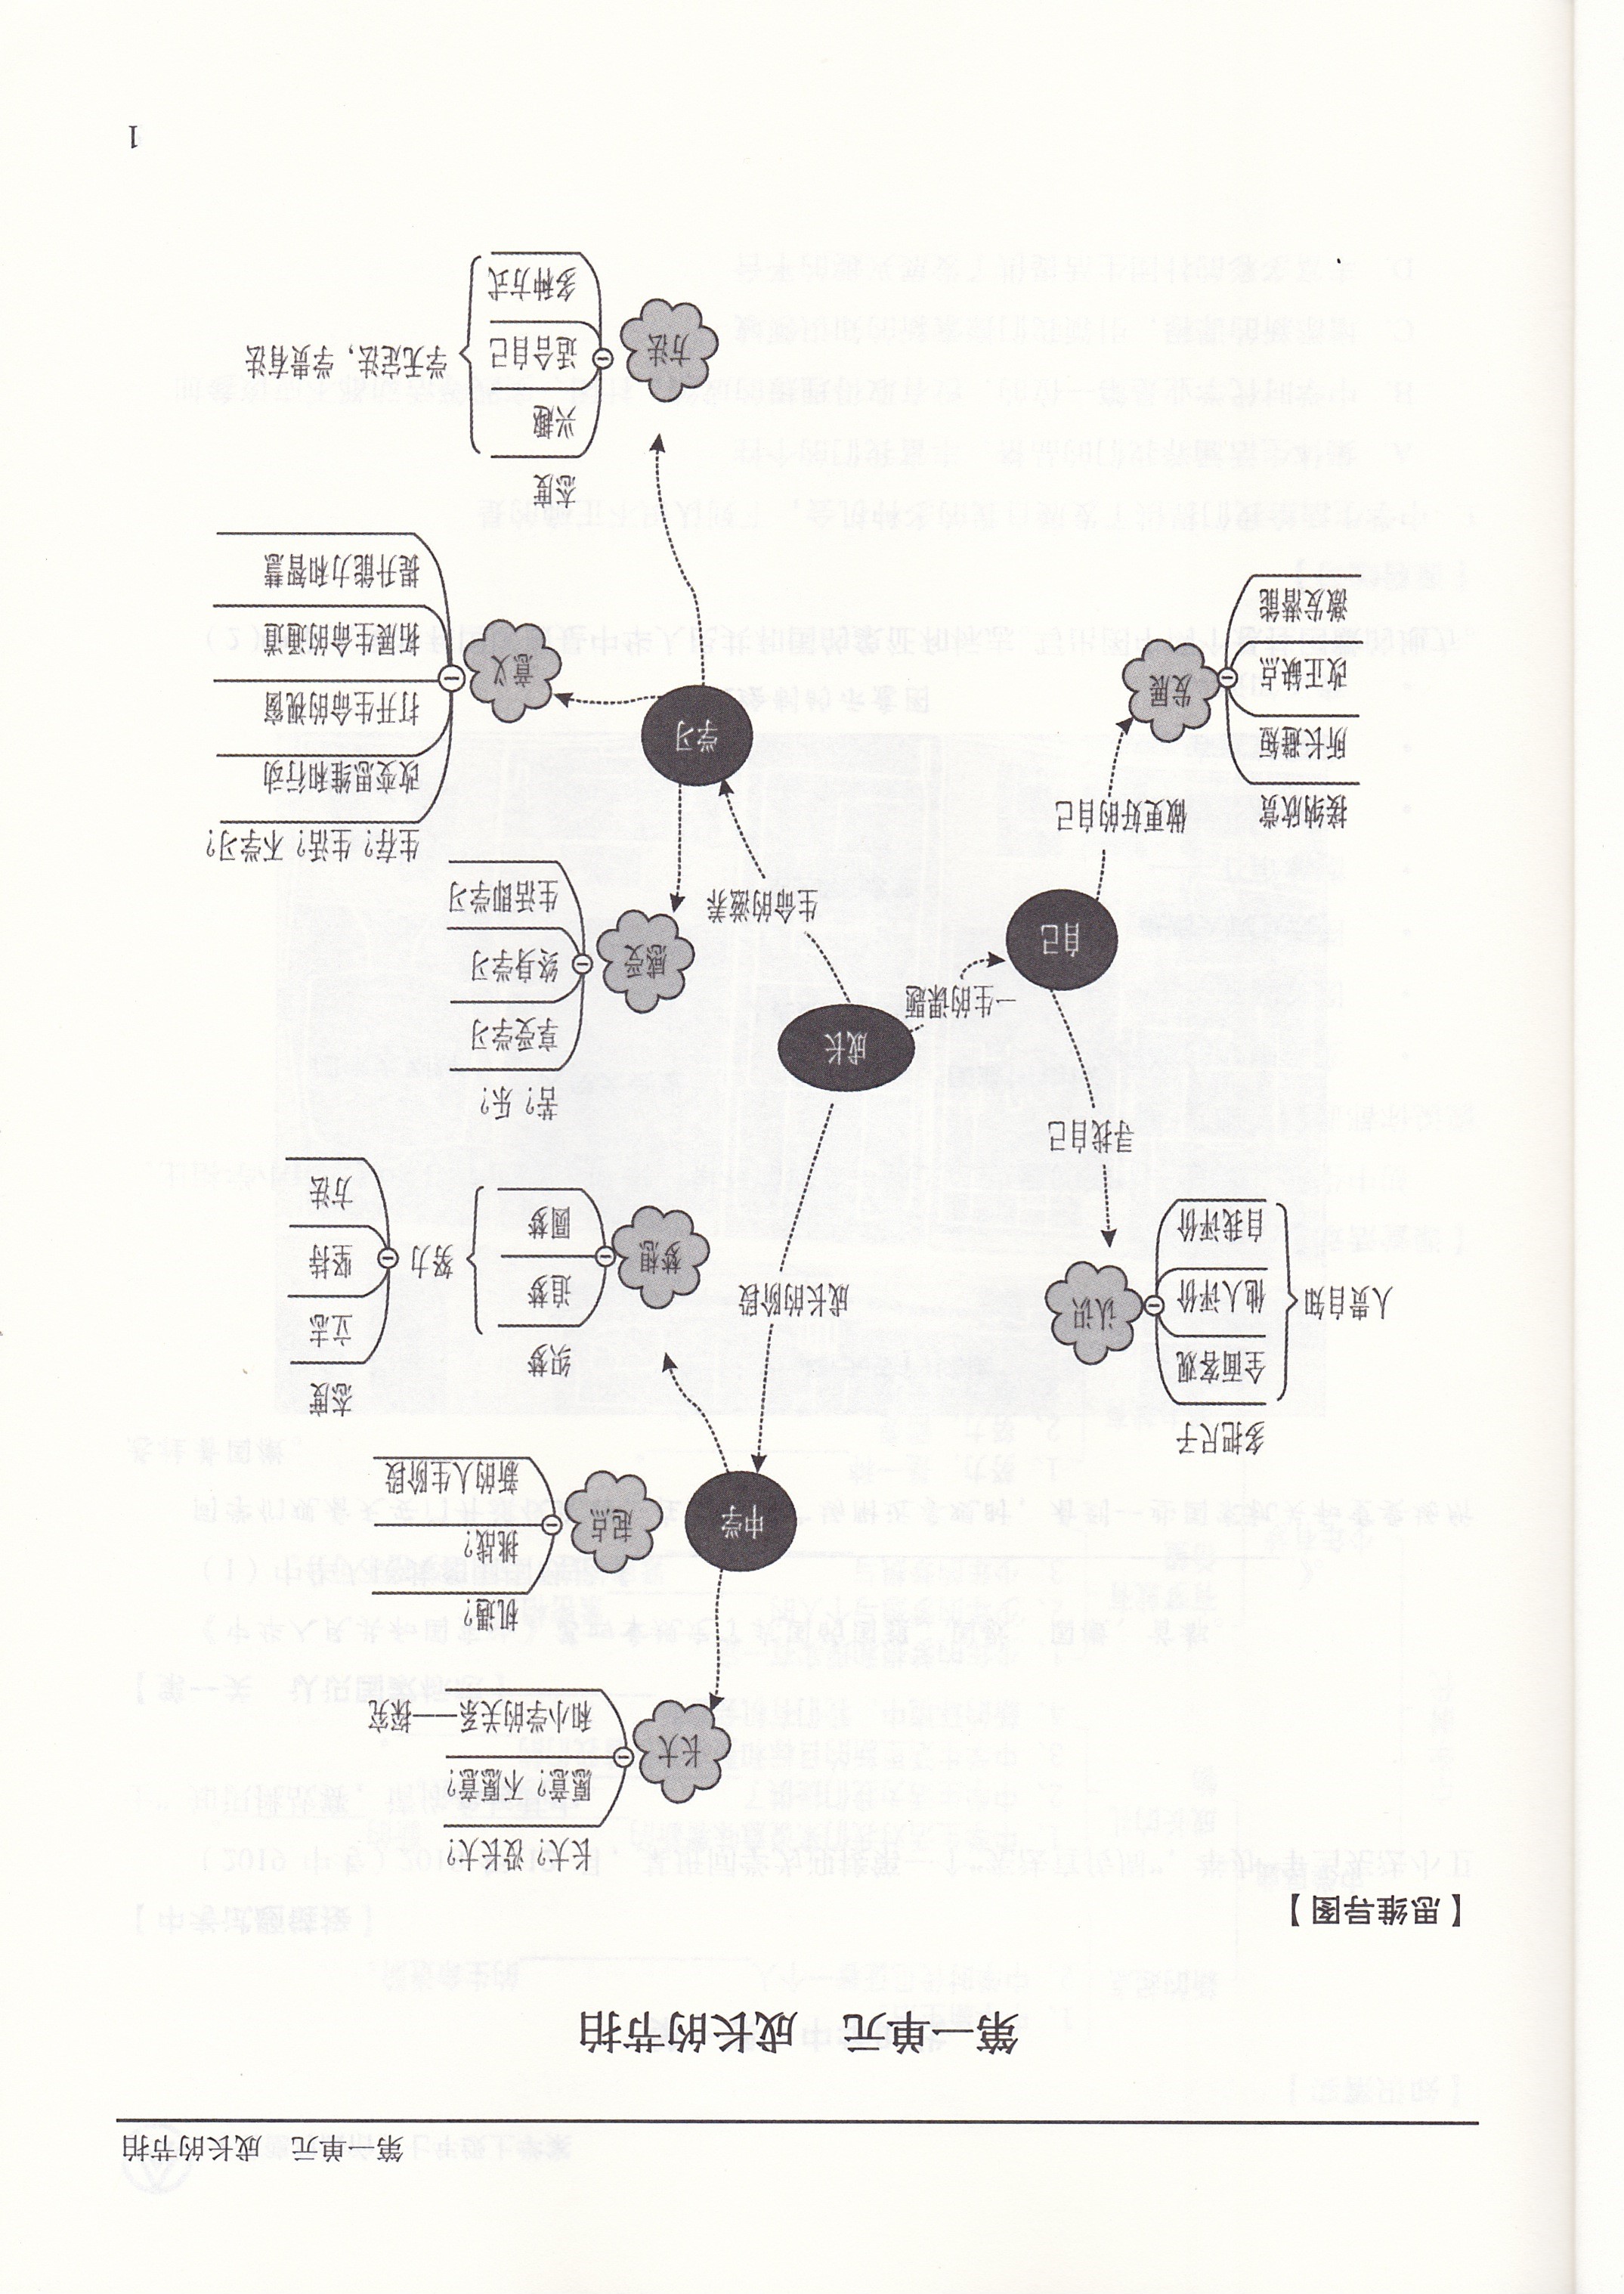 第一单元 成长的节拍
第一单元 成长的节拍
【思维导图】
长大? 没长大?
愿意? 不愿意?
和小学的关系——探究
长大
机遇?
挑战?
新的人生阶段
起点
中学
多把尺子
全面客观
他人评价
自我评价
人贵自知
认识
态度
立志
坚持
方法
努力
织梦
追梦
圆梦
梦想
成长的阶段
寻找自己
苦? 乐?
享受学习
终身学习
生活即学习
感受
成长
一生的课题
自己
生命的滋养
做更好的自己
接纳欣赏
扬长避短
改正缺点
激发潜能
发展
生存? 生活? 不学习?
改变思维和行动
打开生命的视窗
拓展生命的通道
提升能力和智慧
意义
学习
态度
兴趣
适合自己
多种方式
方法
学无定法，学贵有法
1